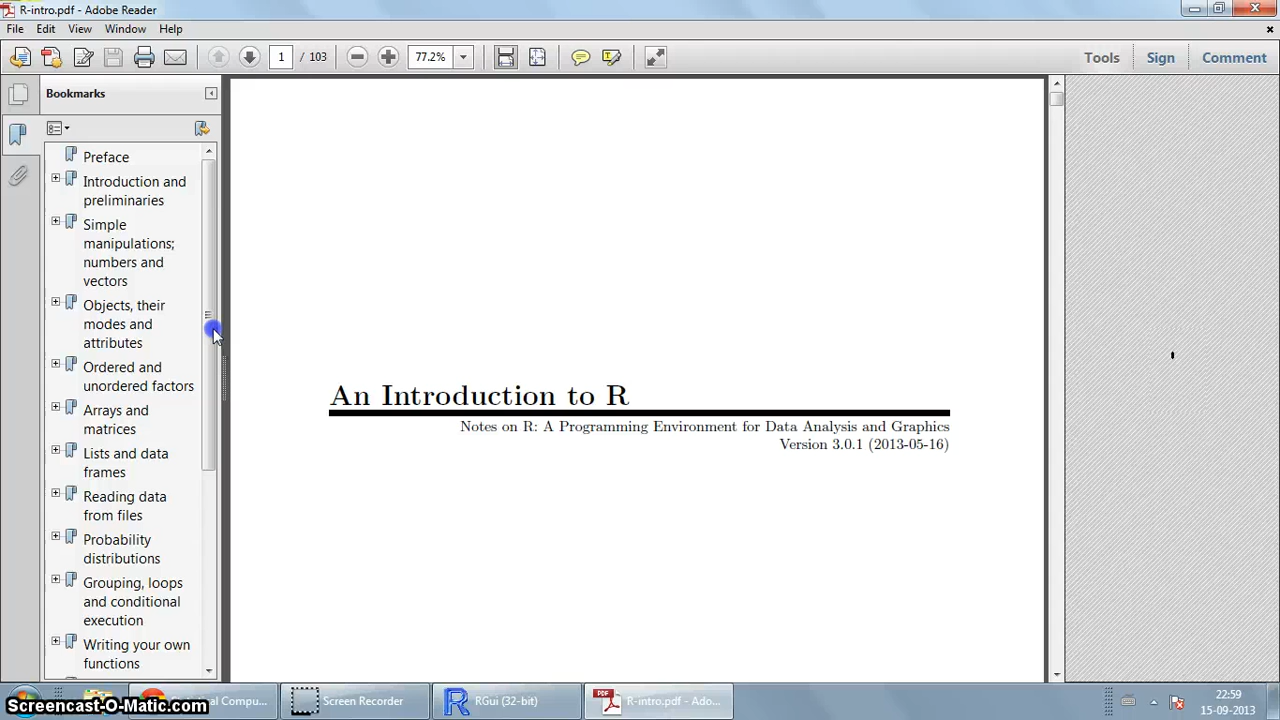 R-intro.pdf - Adobe Reader
File Edit View Window Help
1 / 103 77.2% Tools Sign Comment
Bookmarks
Preface
Introduction and
preliminaries
Simple
manipulations;
numbers and
vectors
Objects, their
modes and
attributes
Ordered and
unordered factors
Arrays and
matrices
Lists and data
frames
Reading data
from files
Probability
distributions
Grouping, loops
and conditional
execution
Writing your own
functions
An Introduction to R
Notes on R: A Programming Environment for Data Analysis and Graphics
Version 3.0.1 (2013-05-16)
Compu... Screen Recorder RGui (32-bit) PDF R-intro.pdf - Ado... 22:59
15-09-2013
Screencast-O-Matic.com